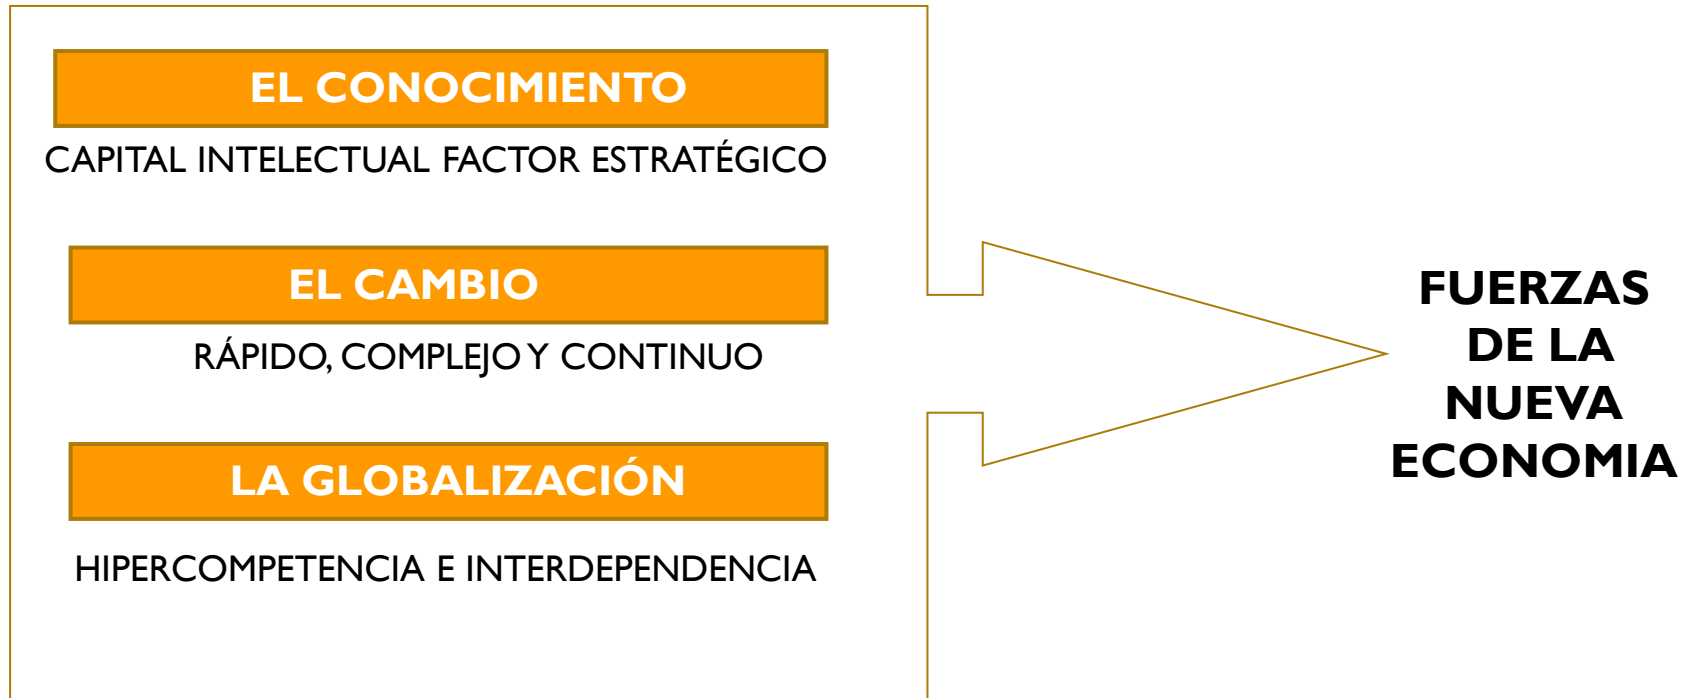 EL CONOCIMIENTO
CAPITAL INTELECTUAL FACTOR ESTRATÉGICO
EL CAMBIO
RÁPIDO, COMPLEJO Y CONTINUO
LA GLOBALIZACIÓN
HIPERCOMPETENCIA E INTERDEPENDENCIA
FUERZAS
DE LA
NUEVA
ECONOMIA